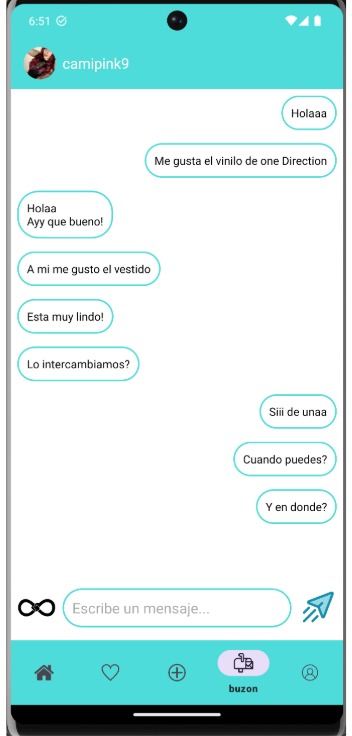 6:51
camipink9
Holaaa
Me gusta el vinilo de one Direction
Holaa
Ayy que bueno!
A mi me gusto el vestido
Esta muy lindo!
Lo intercambiamos?
Siii de unaa
Cuando puedes?
Y en donde?
Escribe un mensaje...
buzon